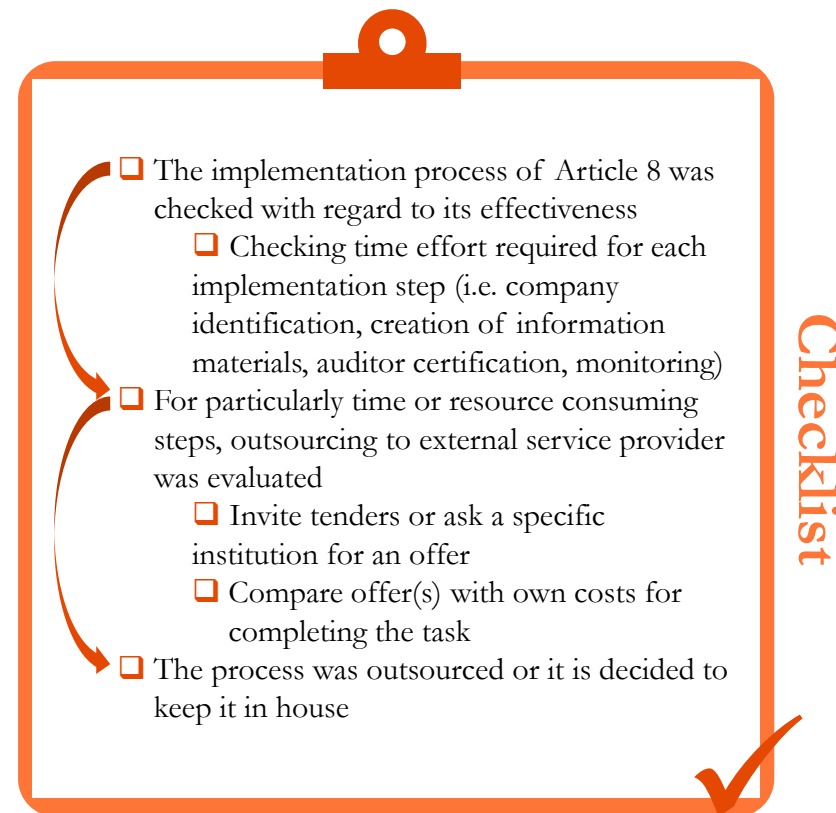 ❑ The implementation process of Article 8 was
checked with regard to its effectiveness
❑ Checking time effort required for each
implementation step (i.e. company
identification, creation of information
materials, auditor certification, monitoring)
❑ For particularly time or resource consuming
steps, outsourcing to external service provider
was evaluated
❑ Invite tenders or ask a specific
institution for an offer
❑ Compare offer(s) with own costs for
completing the task
❑ The process was outsourced or it is decided to
keep it in house
Checklist